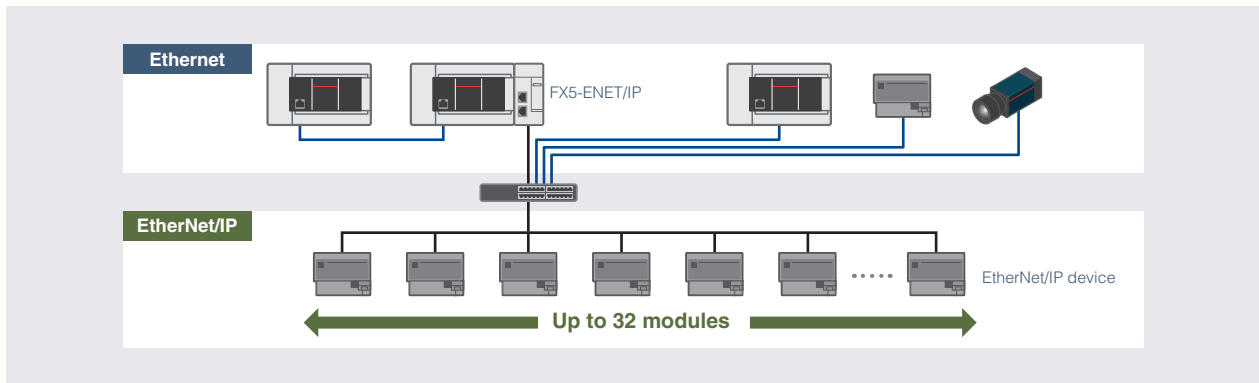 Ethernet
FX5-ENET/IP
EtherNet/IP
EtherNet/IP device
Up to 32 modules